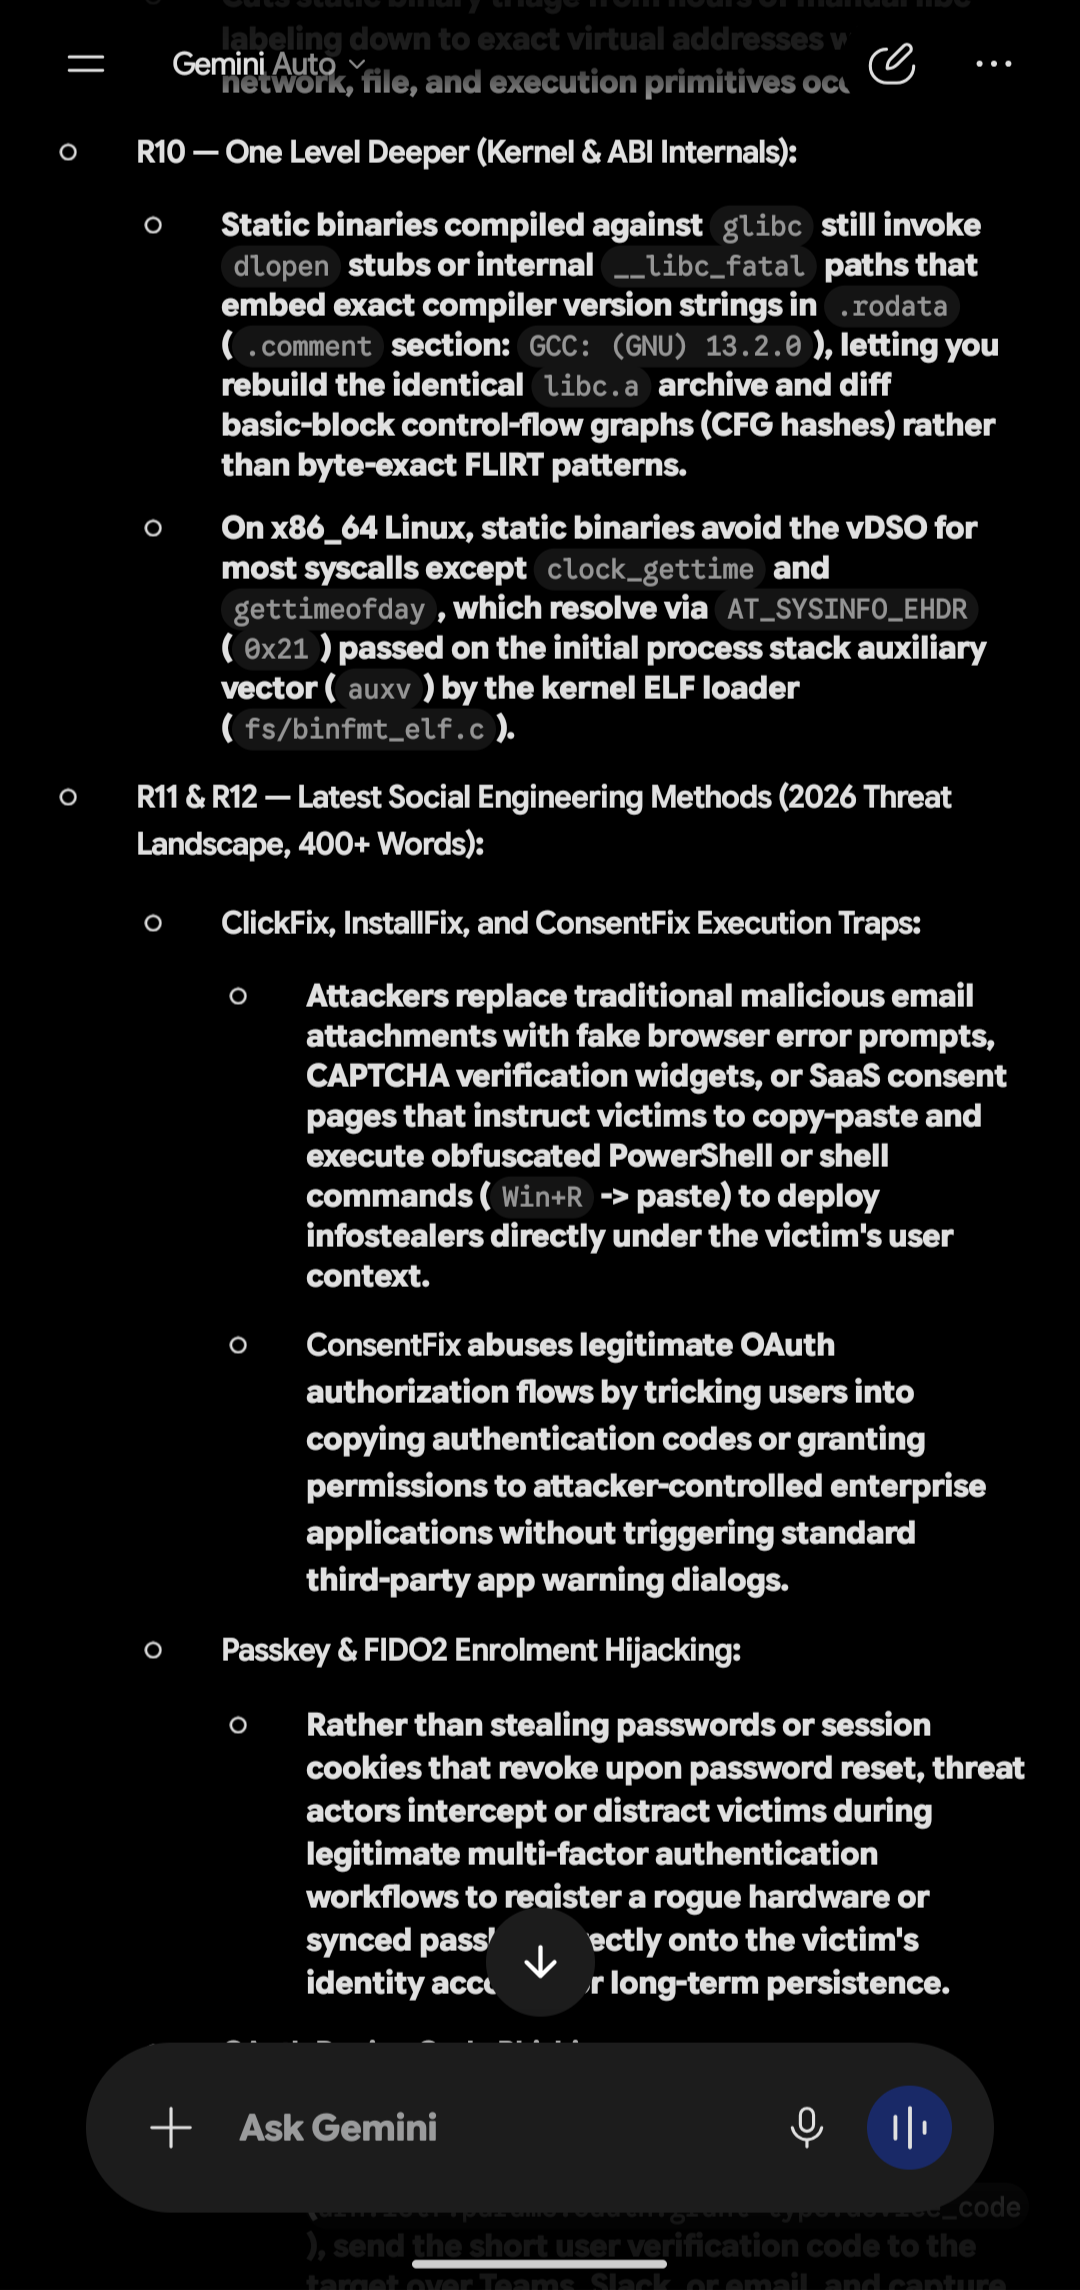 labeling down to exact virtual addresses
Gemini Auto
network, file, and execution primitives
R10 — One Level Deeper (Kernel & ABI Internals):
Static binaries compiled against glibc still invoke
dlopen stubs or internal __libc_fatal paths that
embed exact compiler version strings in .rodata
( .comment section: GCC: (GNU) 13.2.0 ), letting you
rebuild the identical libc.a archive and diff
basic-block control-flow graphs (CFG hashes) rather
than byte-exact FLIRT patterns.
On x86_64 Linux, static binaries avoid the vDSO for
most syscalls except clock_gettime and
gettimeofday , which resolve via AT_SYSINFO_EHDR
( 0x21 ) passed on the initial process stack auxiliary
vector ( auxv ) by the kernel ELF loader
( fs/binfmt_elf.c ).
R11 & R12 — Latest Social Engineering Methods (2026 Threat
Landscape, 400+ Words):
ClickFix, InstallFix, and ConsentFix Execution Traps:
Attackers replace traditional malicious email
attachments with fake browser error prompts,
CAPTCHA verification widgets, or SaaS consent
pages that instruct victims to copy-paste and
execute obfuscated PowerShell or shell
commands ( Win+R -> paste) to deploy
infostealers directly under the victim's user
context.
ConsentFix abuses legitimate OAuth
authorization flows by tricking users into
copying authentication codes or granting
permissions to attacker-controlled enterprise
applications without triggering standard
third-party app warning dialogs.
Passkey & FIDO2 Enrolment Hijacking:
Rather than stealing passwords or session
cookies that revoke upon password reset, threat
actors intercept or distract victims during
legitimate multi-factor authentication
workflows to register a rogue hardware or
synced onto the victim's
identity long-term persistence.
Ask Gemini
), send the short user verification code to the
target over Teams, Slack, or email, and capture